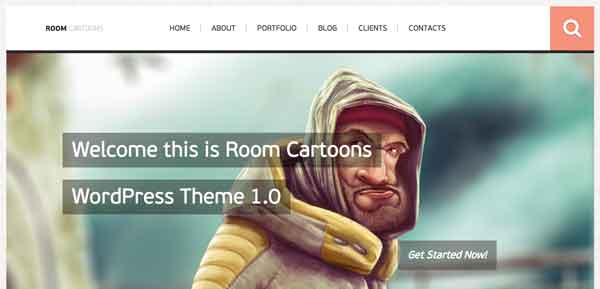 ROOM CARTOONS
HOME ABOUT PORTFOLIO BLOG CLIENTS CONTACTS
Welcome this is Room Cartoons
WordPress Theme 1.0
Get Started Now!